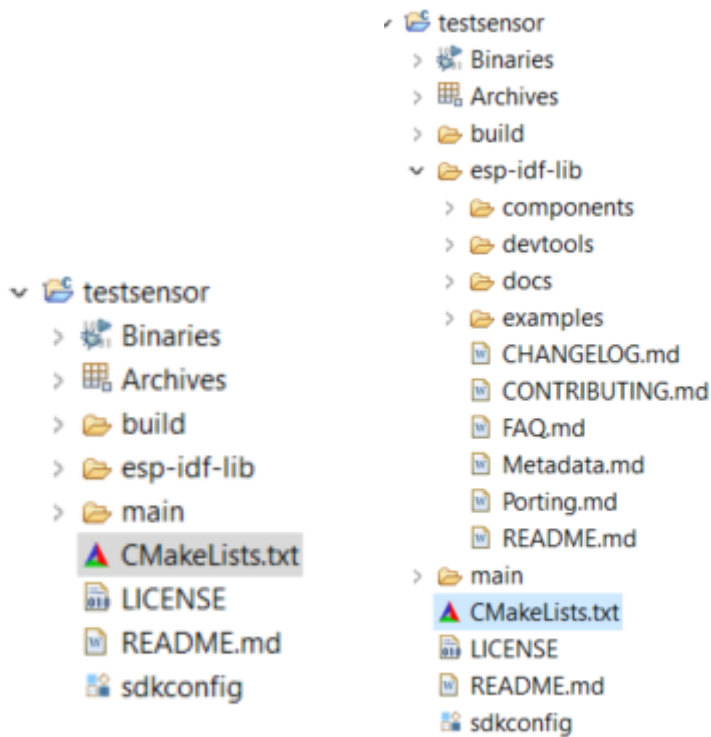 testsensor
Binaries
Archives
build
esp-idf-lib
main
CMakeLists.txt
LICENSE
README.md
sdkconfig
testsensor
Binaries
Archives
build
esp-idf-lib
components
devtools
docs
examples
CHANGELOG.md
CONTRIBUTING.md
FAQ.md
Metadata.md
Porting.md
README.md
main
CMakeLists.txt
LICENSE
README.md
sdkconfig